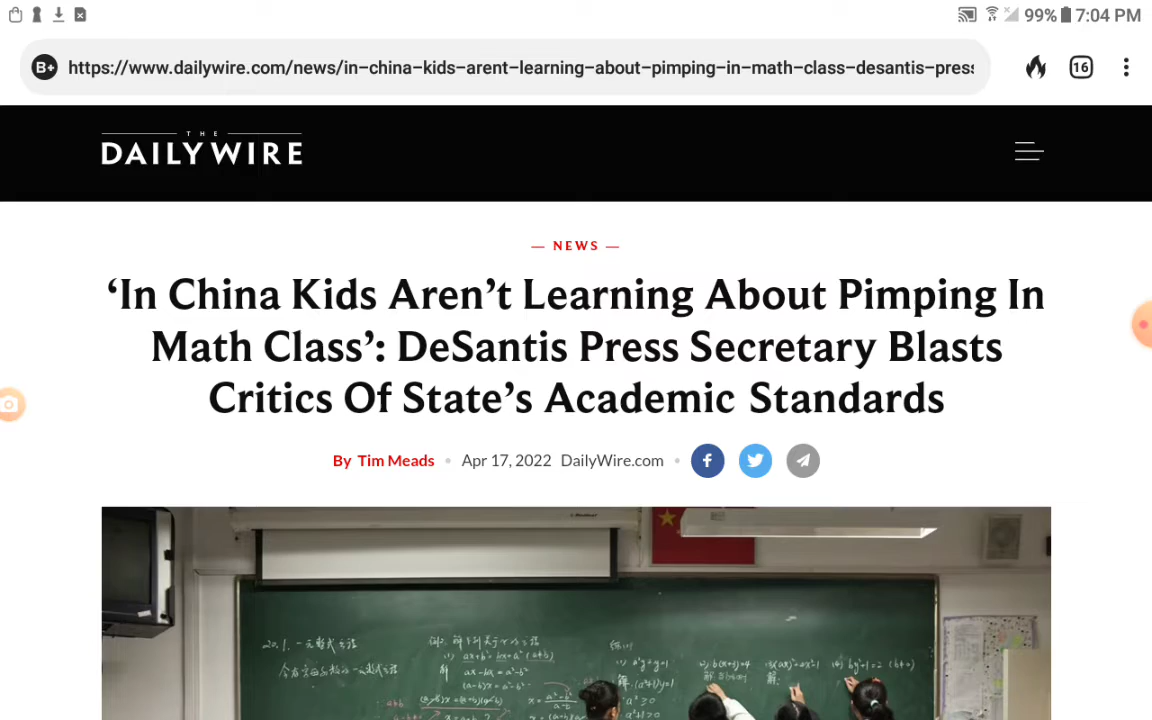 99% 7:04 PM
B+ https://www.dailywire.com/news/in-china-kids-arent-learning-about-pimping-in-math-class-desantis-press
16
THE
DAILYWIRE
— NEWS —
‘In China Kids Aren’t Learning About Pimping In
Math Class’: DeSantis Press Secretary Blasts
Critics Of State’s Academic Standards
By Tim Meads • Apr 17, 2022 DailyWire.com •